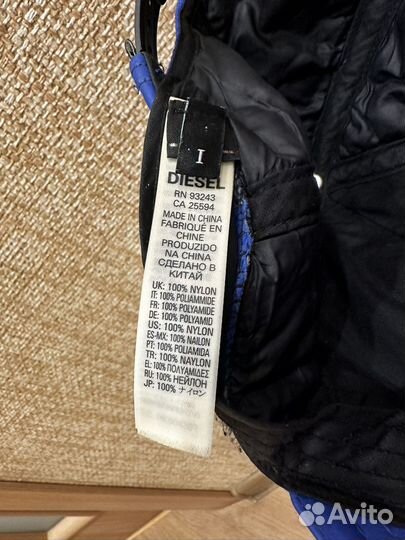 I
DIESEL
RN 93243
CA 25594
MADE IN CHINA
FABRIQUÉ EN
CHINE
PRODUZIDO
NA CHINA
СДЕЛАНО В
КИТАЙ
UK: 100% NYLON
IT: 100% POLIAMMIDE
FR: 100% POLYAMIDE
DE: 100% POLYAMID
US: 100% NYLON
ES-MX: 100% NAILON
PT: 100% POLIAMIDA
TR: 100% NAYLON
EL: 100% ΠΟΛΥΑΜΙΔΕΣ
RU: 100% НЕЙЛОН
JP: 100% ナイロン
Avito